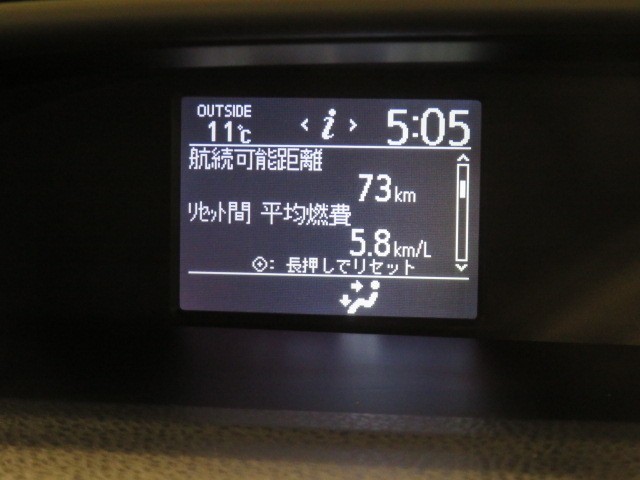 OUTSIDE
11℃
< i >
5:05
航続可能距離
73km
ﾘｾｯﾄ間 平均燃費
5.8km/L
: 長押しでリセット